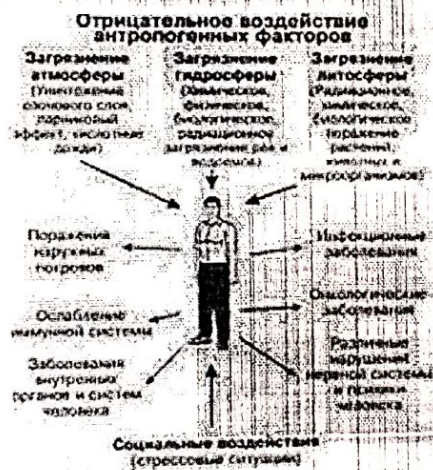 Отрицательное воздействие
антропогенных факторов
Загрязнение
атмосферы
(Уничтожение
озонового слоя,
парниковый
эффект, кислотные
дожди)
Загрязнение
гидросферы
(Химическое,
физическое,
биологическое,
радиационное
загрязнение рек и
водоемов)
Загрязнение
литосферы
(Радиационное,
химическое,
биологическое
поражение
растений,
животных и
микроорганизмов)
Поражения
наружных
покровов
Инфекционные
заболевания
Ослабление
иммунной системы
Онкологические
заболевания
Заболевания
внутренних
органов и систем
человека
Различные
нарушения
нервной системы
и психики
человека
Социальные воздействия
(стрессовые ситуации)